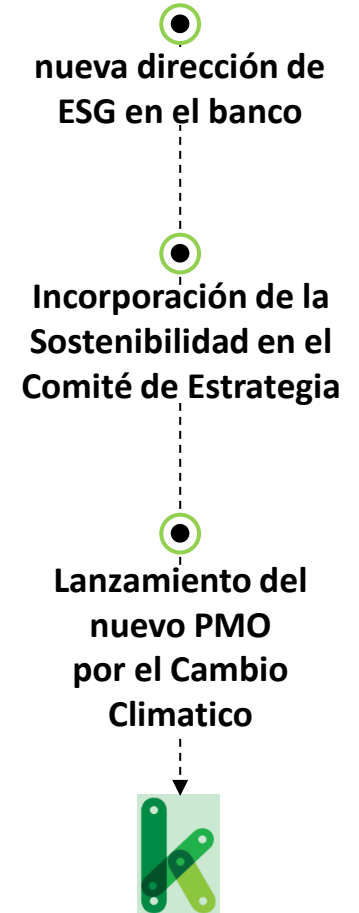 nueva dirección de
ESG en el banco
Incorporación de la
Sostenibilidad en el
Comité de Estrategia
Lanzamiento del
nuevo PMO
por el Cambio
Climatico